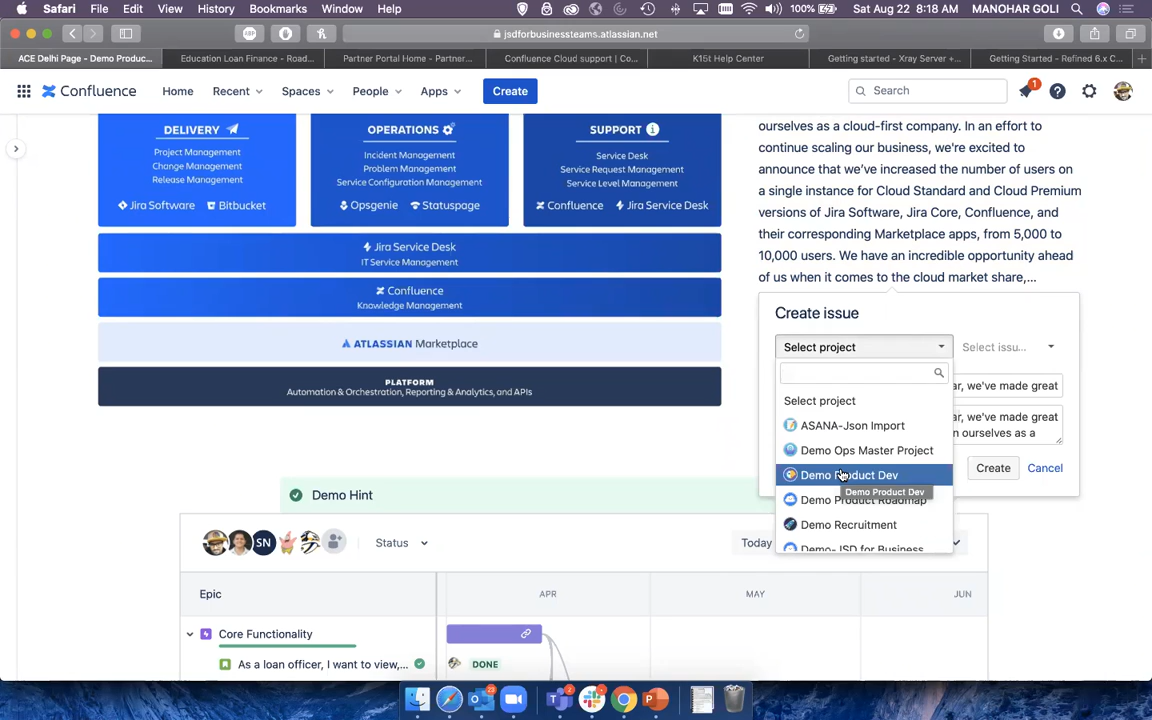 Safari File Edit View History Bookmarks Window Help 100% Sat Aug 22 8:18 AM MANOHAR GOLI
jsdforbusinessteams.atlassian.net
ACE Delhi Page - Demo Produc... Education Loan Finance - Road... Partner Portal Home - Partner... Confluence Cloud support | Co... K15t Help Center Getting started - Xray Server +... Getting Started - Refined 6.x C...
Confluence Home Recent Spaces People Apps Create Search 1
DELIVERY
Project Management
Change Management
Release Management
Jira Software Bitbucket
OPERATIONS
Incident Management
Problem Management
Service Configuration Management
Opsgenie Statuspage
SUPPORT
Service Desk
Service Request Management
Service Level Management
Confluence Jira Service Desk
Jira Service Desk
IT Service Management
Confluence
Knowledge Management
ATLASSIAN Marketplace
PLATFORM
Automation & Orchestration, Reporting & Analytics, and APIs
ourselves as a cloud-first company. In an effort to
continue scaling our business, we're excited to
announce that we've increased the number of users on
a single instance for Cloud Standard and Cloud Premium
versions of Jira Software, Jira Core, Confluence, and
their corresponding Marketplace apps, from 5,000 to
10,000 users. We have an incredible opportunity ahead
of us when it comes to the cloud market share,...
Create issue
Select project Select issu...
Select project
ASANA-Json Import
Demo Ops Master Project
Demo Product Dev
Demo Product Dev
Demo Product Roadmap
Demo Recruitment
Demo- JSD for Business
ar, we've made great
ar, we've made great
n ourselves as a
Create Cancel
Demo Hint
SN Status Today
Epic APR MAY JUN
Core Functionality
As a loan officer, I want to view,... DONE
23 2